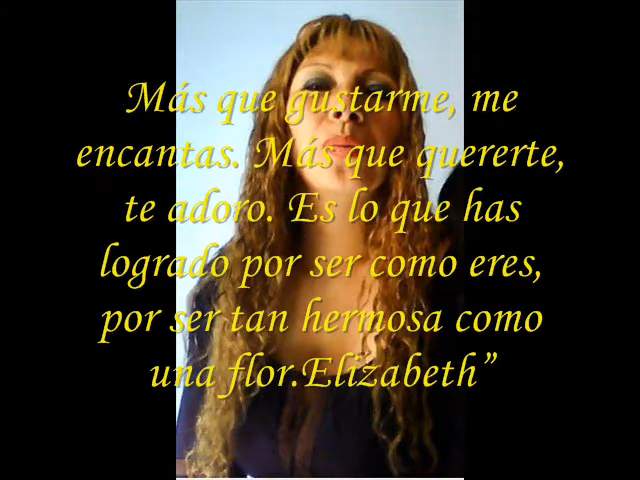 Más que gustarme, me
encantas. Más que quererte,
te adoro. Es lo que has
logrado por ser como eres,
por ser tan hermosa como
una flor.Elizabeth”